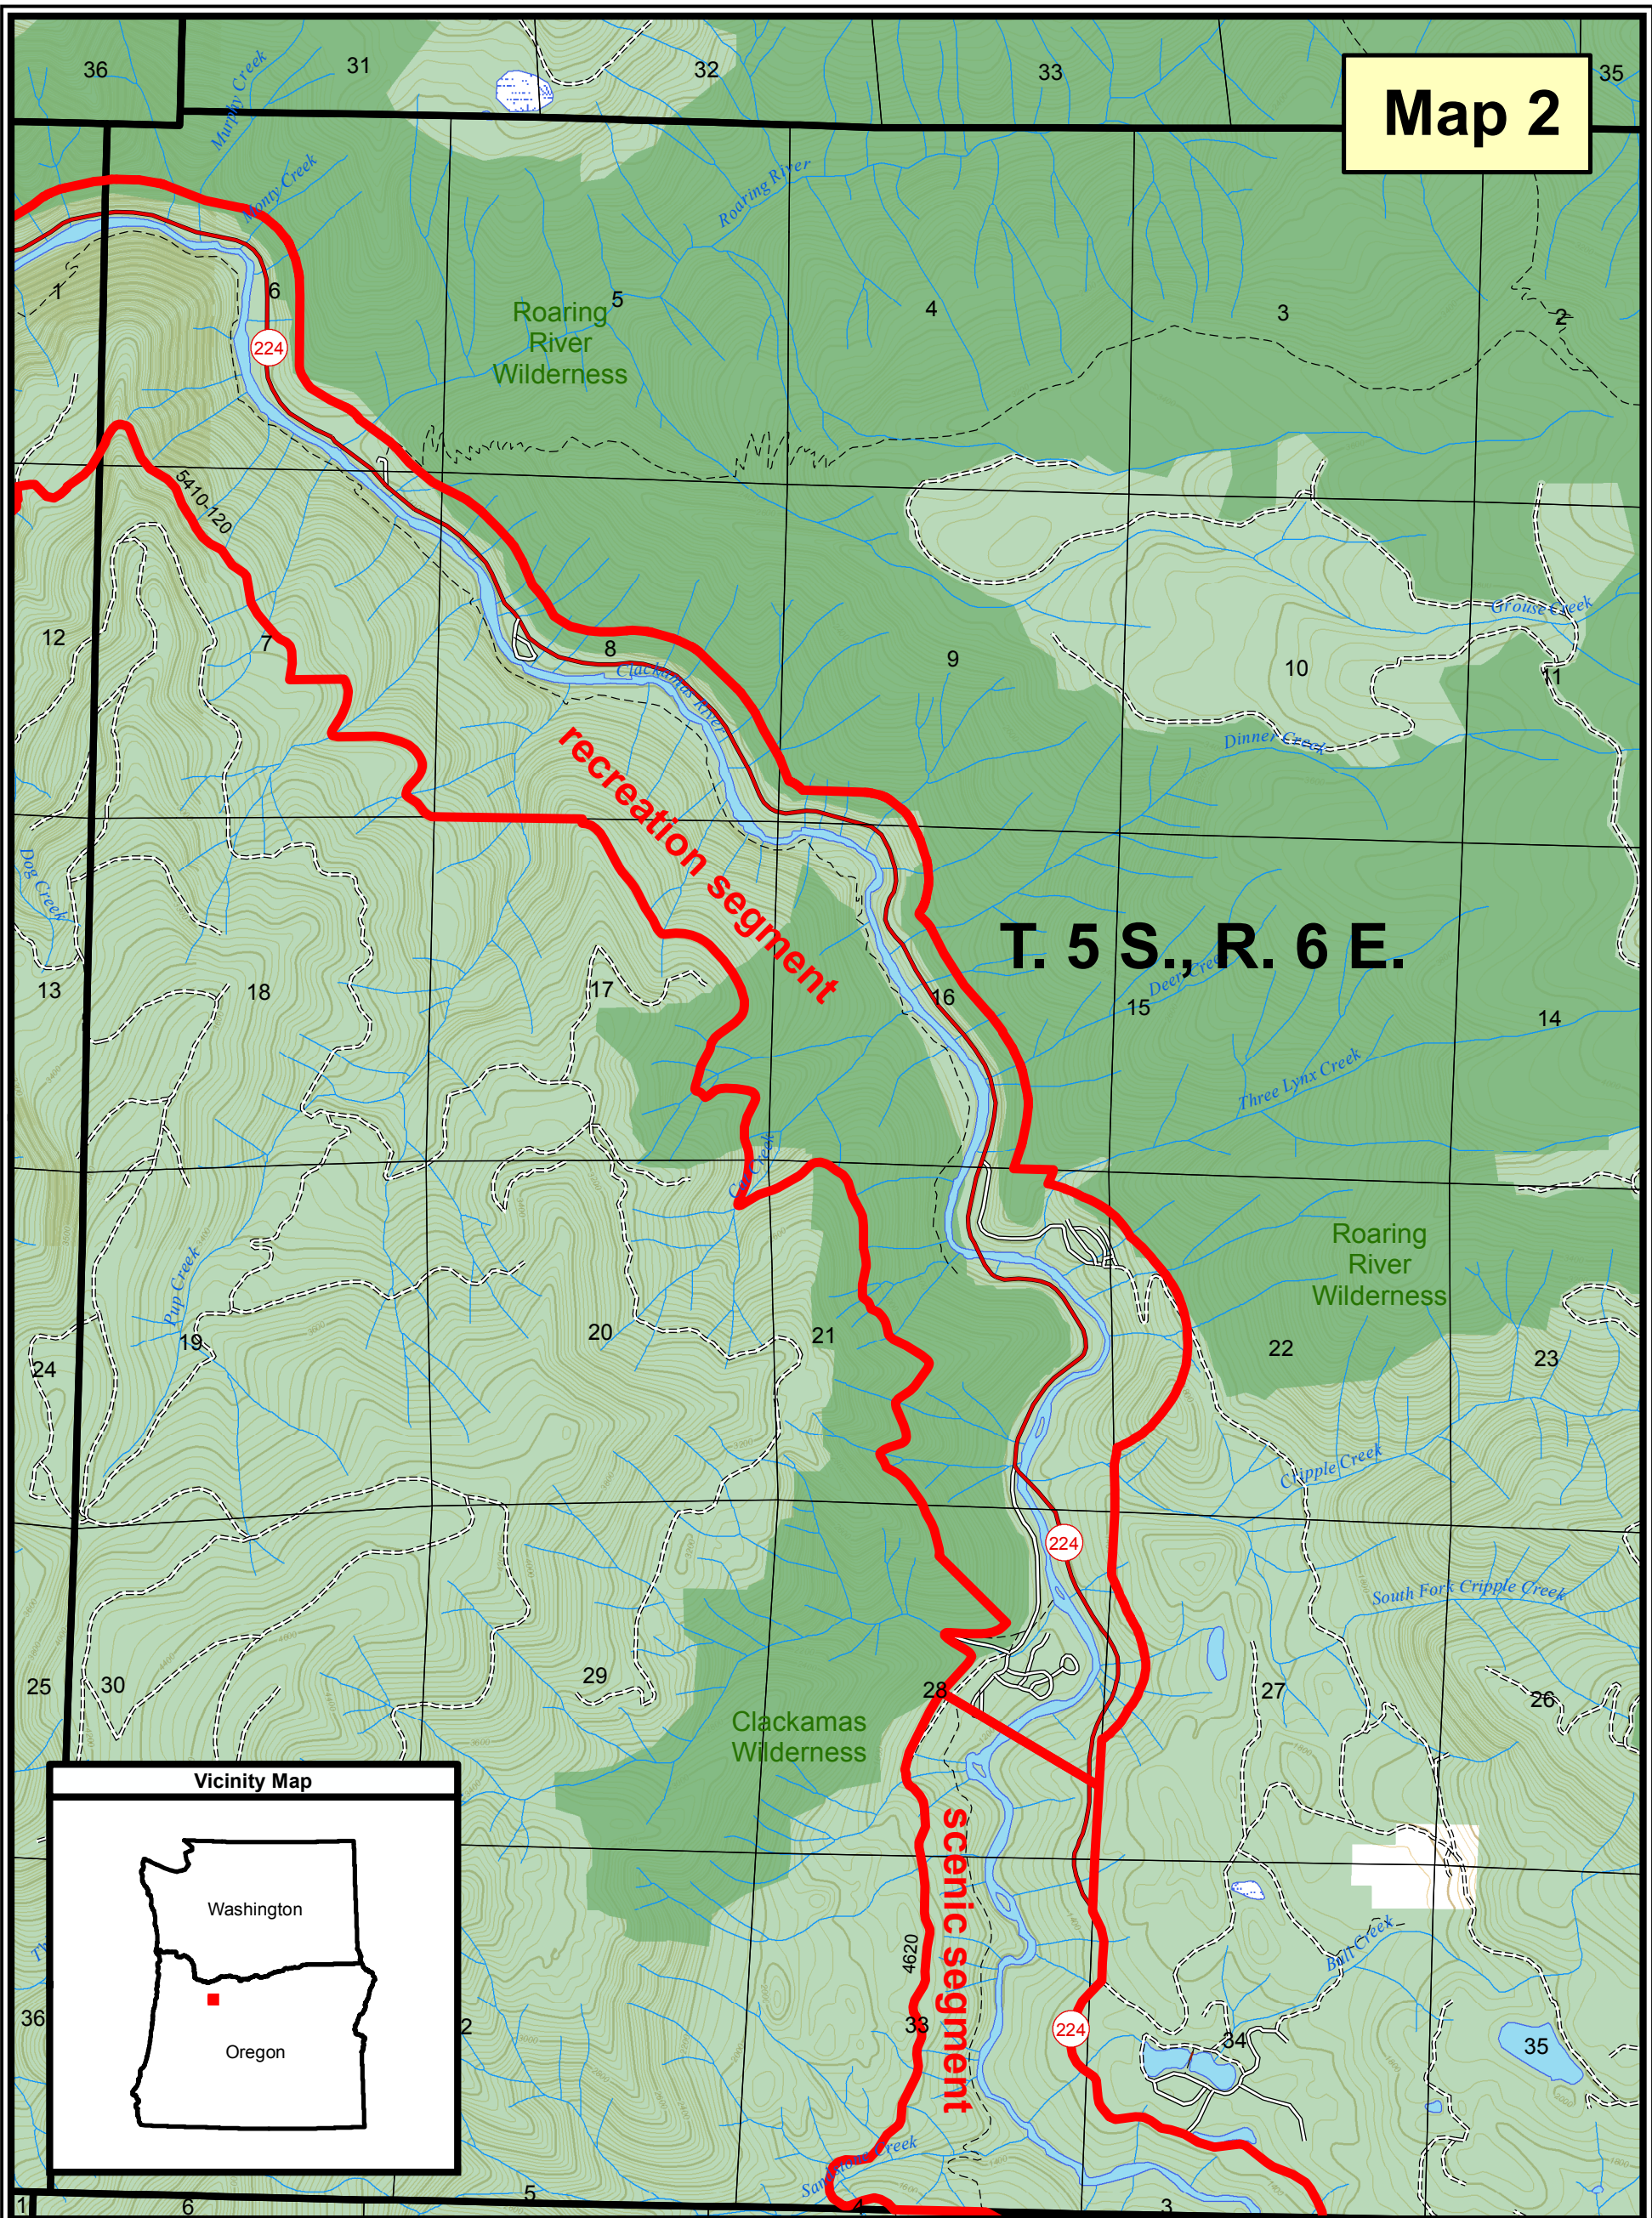 Map 2
36
31
32
33
35
Murphy Creek
Monty Creek
Roaring River
1
6
5
4
3
2
Roaring
River
Wilderness
224
5410-120
12
7
8
9
10
11
Grouse Creek
Clackamas River
Dinner Creek
recreation segment
Dog Creek
T. 5 S., R. 6 E.
13
18
17
16
15
14
Deer Creek
Three Lynx Creek
Roaring
River
Wilderness
Pup Creek
24
19
20
21
22
23
Cripple Creek
224
South Fork Cripple Creek
25
30
29
28
27
26
Clackamas
Wilderness
scenic segment
4620
Bull Creek
36
2
33
224
34
35
Sandstone Creek
1
6
5
4
3
Vicinity Map
Washington
Oregon